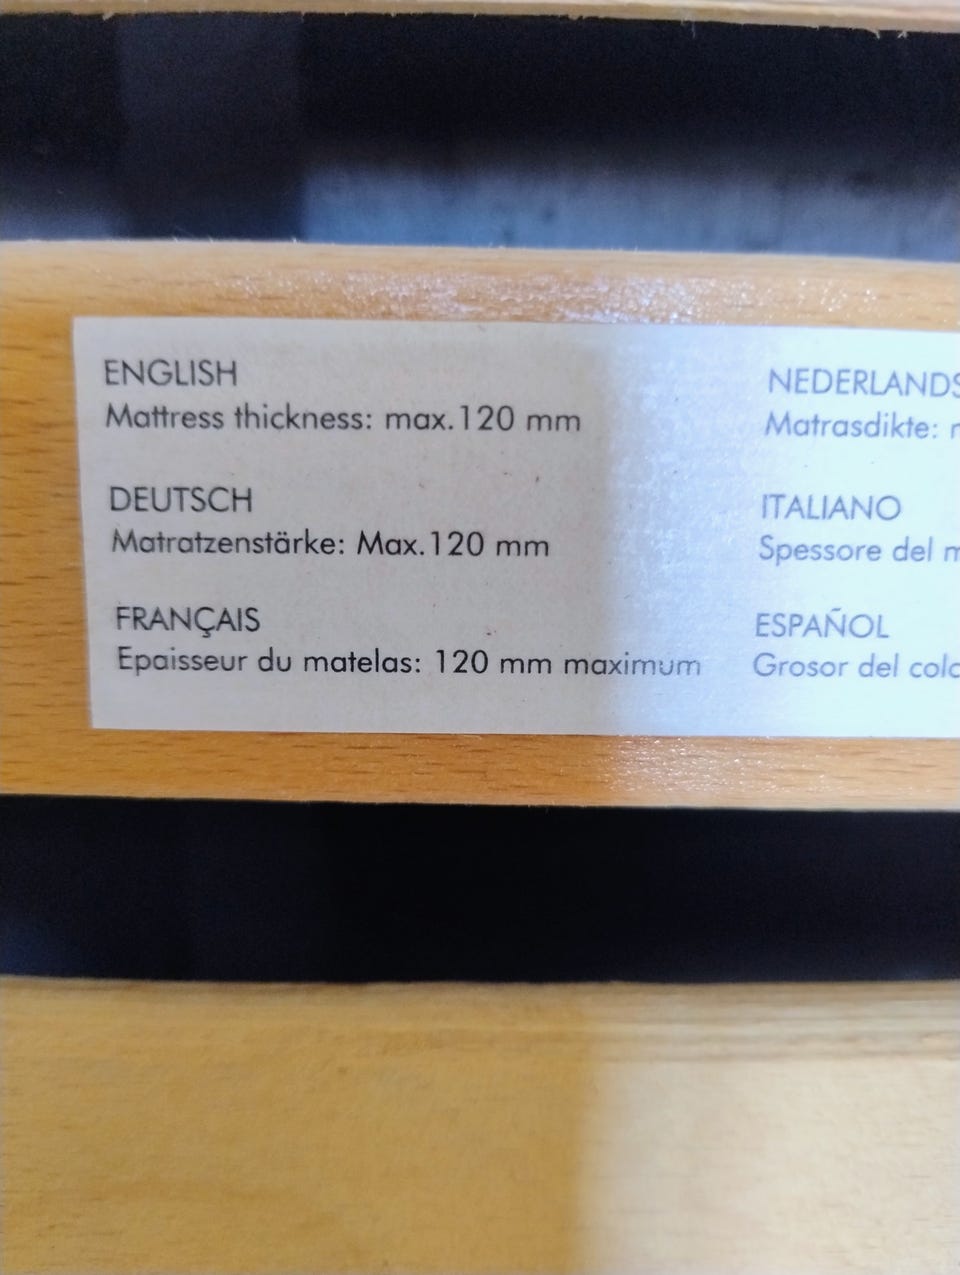 ENGLISH
Mattress thickness: max.120 mm
DEUTSCH
Matratzenstärke: Max.120 mm
FRANÇAIS
Epaisseur du matelas: 120 mm maximum
NEDERLANDS
Matrasdikte:
ITALIANO
Spessore del
ESPAÑOL
Grosor del